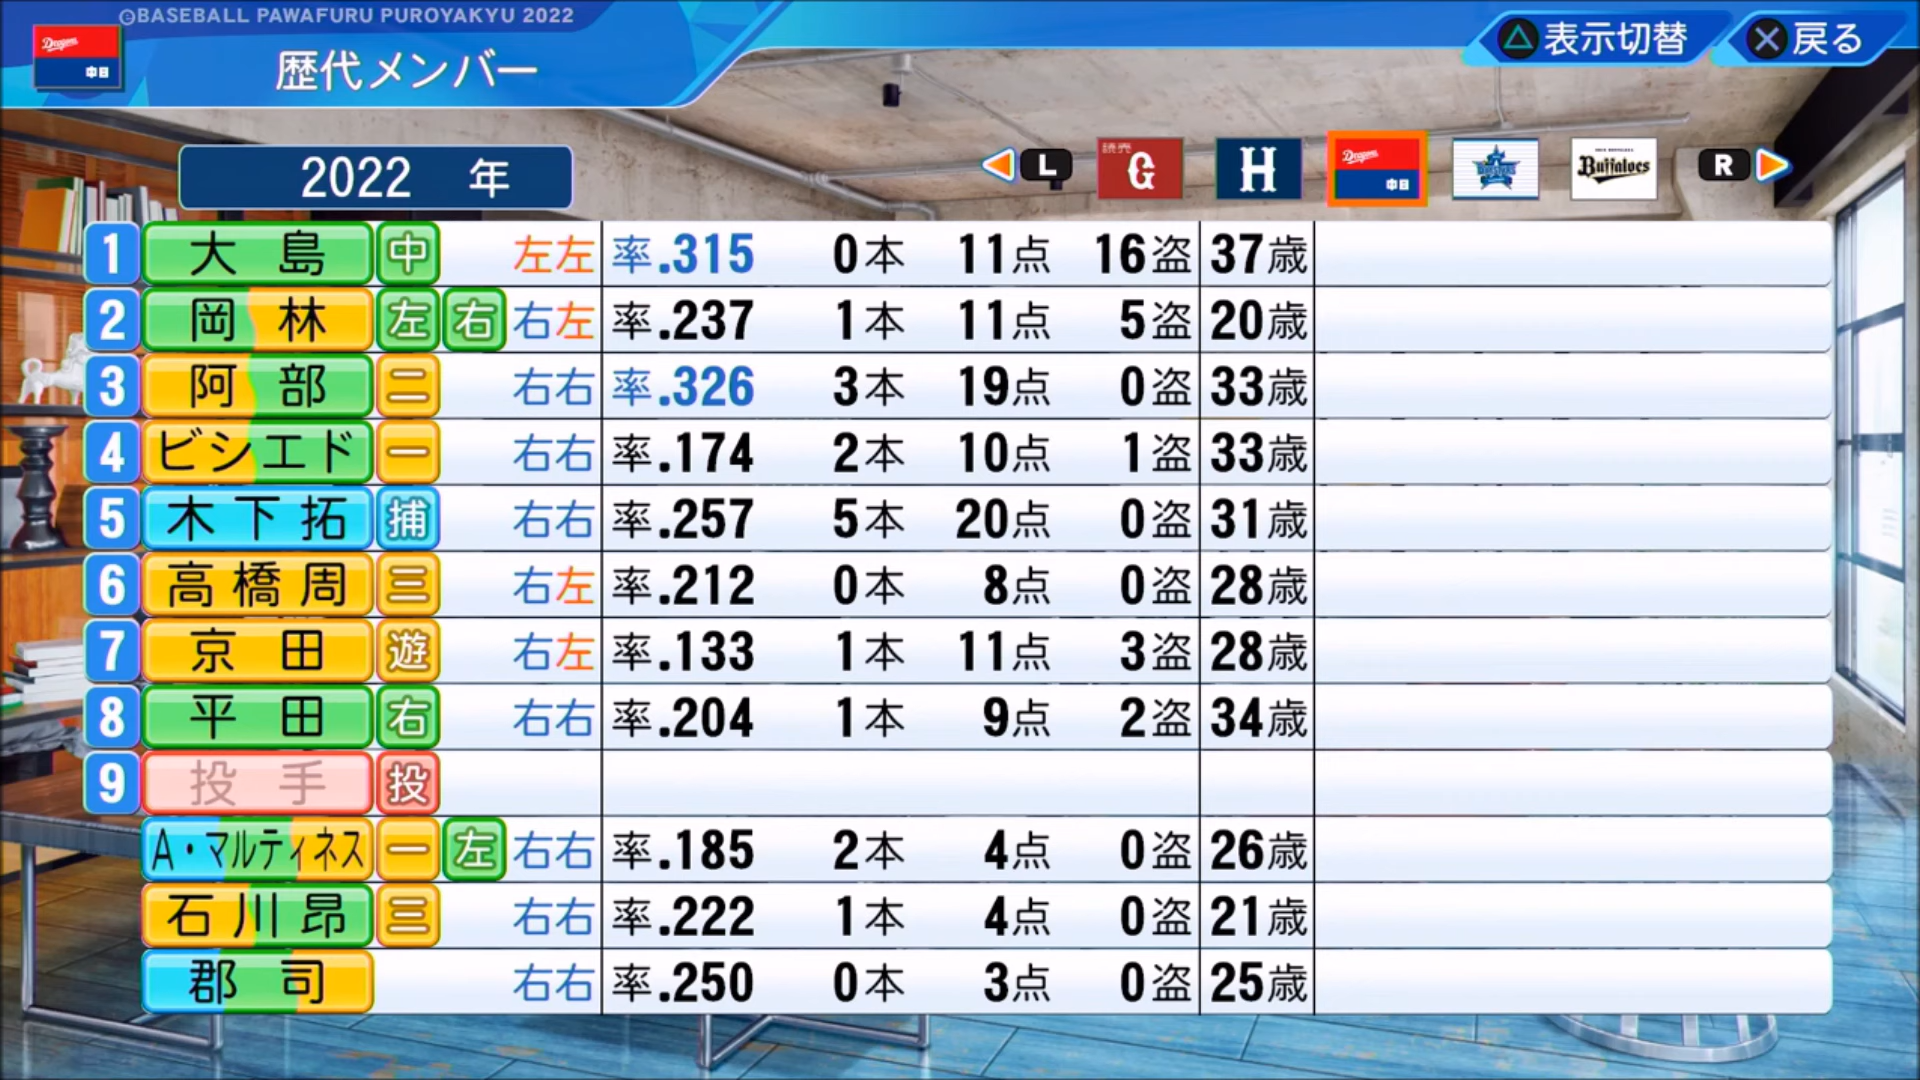 ©BASEBALL PAWAFURU PUROYAKYU 2022
Dragons 中日
歴代メンバー
△ 表示切替
× 戻る
2022 年
L 読売 G H Dragons 中日 Buffaloes R
1 大島 中 左左 率.315 0本 11点 16盗 37歳
2 岡林 左 右 右左 率.237 1本 11点 5盗 20歳
3 阿部 二 右右 率.326 3本 19点 0盗 33歳
4 ビシエド 一 右右 率.174 2本 10点 1盗 33歳
5 木下拓 捕 右右 率.257 5本 20点 0盗 31歳
6 高橋周 三 右左 率.212 0本 8点 0盗 28歳
7 京田 遊 右左 率.133 1本 11点 3盗 28歳
8 平田 右 右右 率.204 1本 9点 2盗 34歳
9 投手 投
A・マルティネス 一 左 右右 率.185 2本 4点 0盗 26歳
石川昂 三 右右 率.222 1本 4点 0盗 21歳
郡司 右右 率.250 0本 3点 0盗 25歳